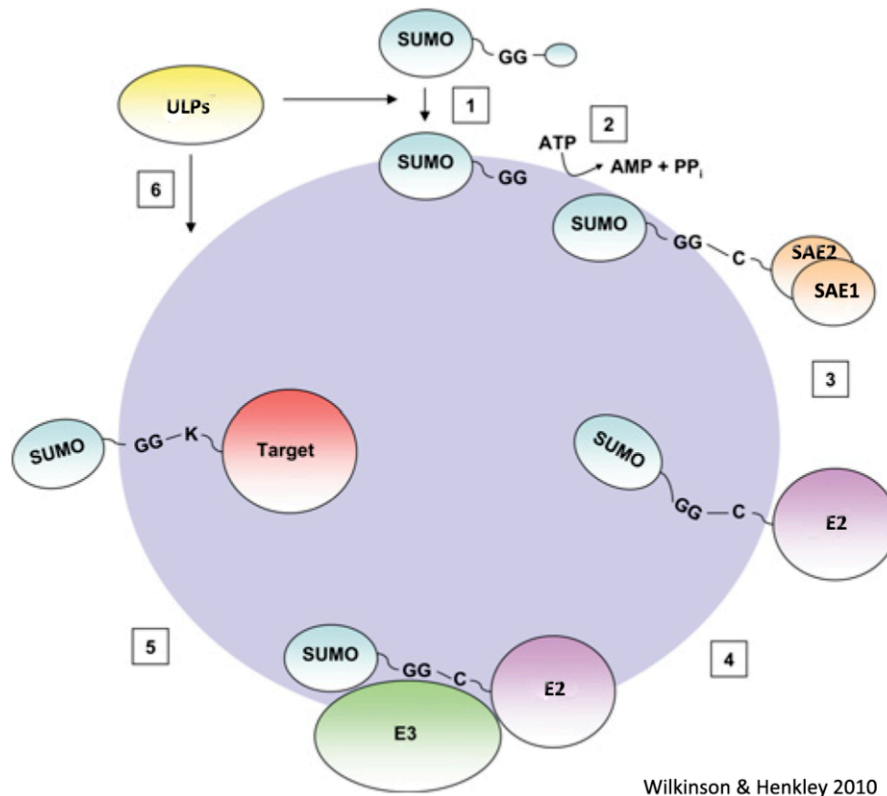 SUMO
GG
ULPs
1
2
ATP
AMP + PPi
SUMO
GG
6
SUMO
GG
C
SAE2
SAE1
3
SUMO
GG
K
Target
SUMO
GG
C
E2
5
SUMO
GG
C
E2
4
E3
Wilkinson & Henkley 2010